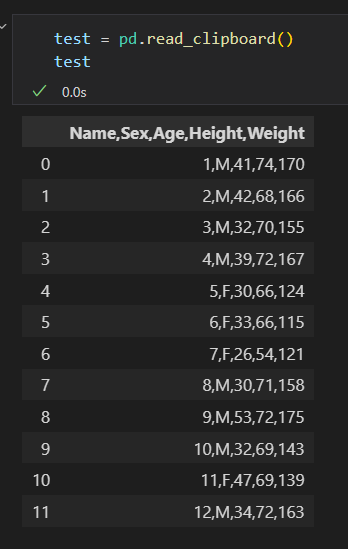 test = pd.read_clipboard()
test
0.0s
Name,Sex,Age,Height,Weight
0 1,M,41,74,170
1 2,M,42,68,166
2 3,M,32,70,155
3 4,M,39,72,167
4 5,F,30,66,124
5 6,F,33,66,115
6 7,F,26,54,121
7 8,M,30,71,158
8 9,M,53,72,175
9 10,M,32,69,143
10 11,F,47,69,139
11 12,M,34,72,163